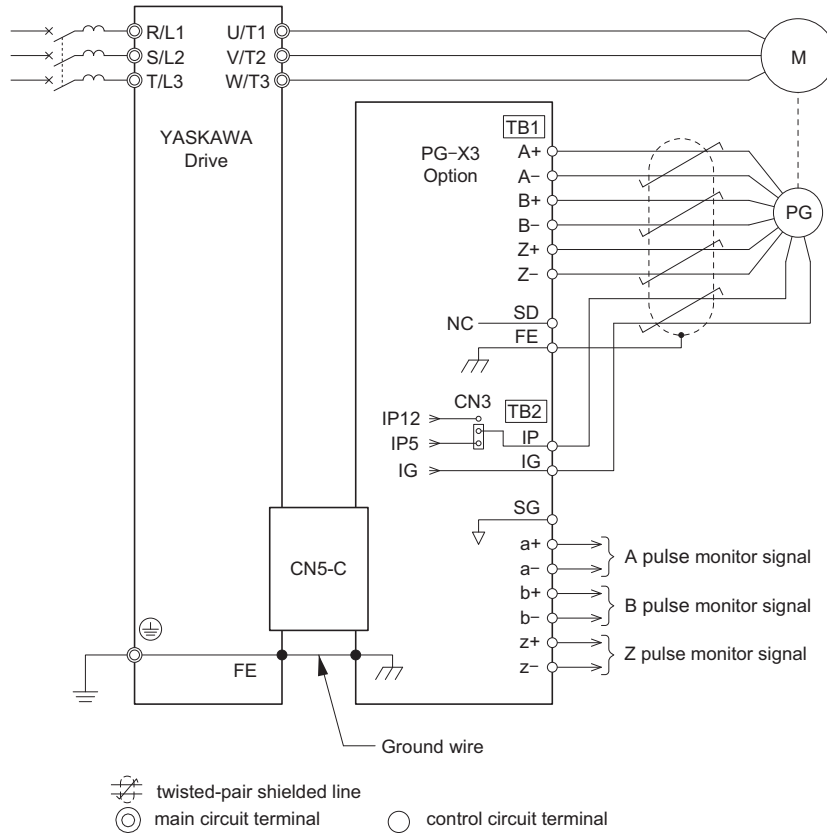 R/L1 U/T1
S/L2 V/T2
T/L3 W/T3
M
YASKAWA
Drive
PG-X3
Option
TB1
A+
A-
B+
B-
Z+
Z-
PG
NC
SD
FE
CN3
TB2
IP12
IP5
IP
IG
IG
SG
CN5-C
a+
a-
A pulse monitor signal
b+
b-
B pulse monitor signal
z+
z-
Z pulse monitor signal
FE
Ground wire
twisted-pair shielded line
main circuit terminal
control circuit terminal